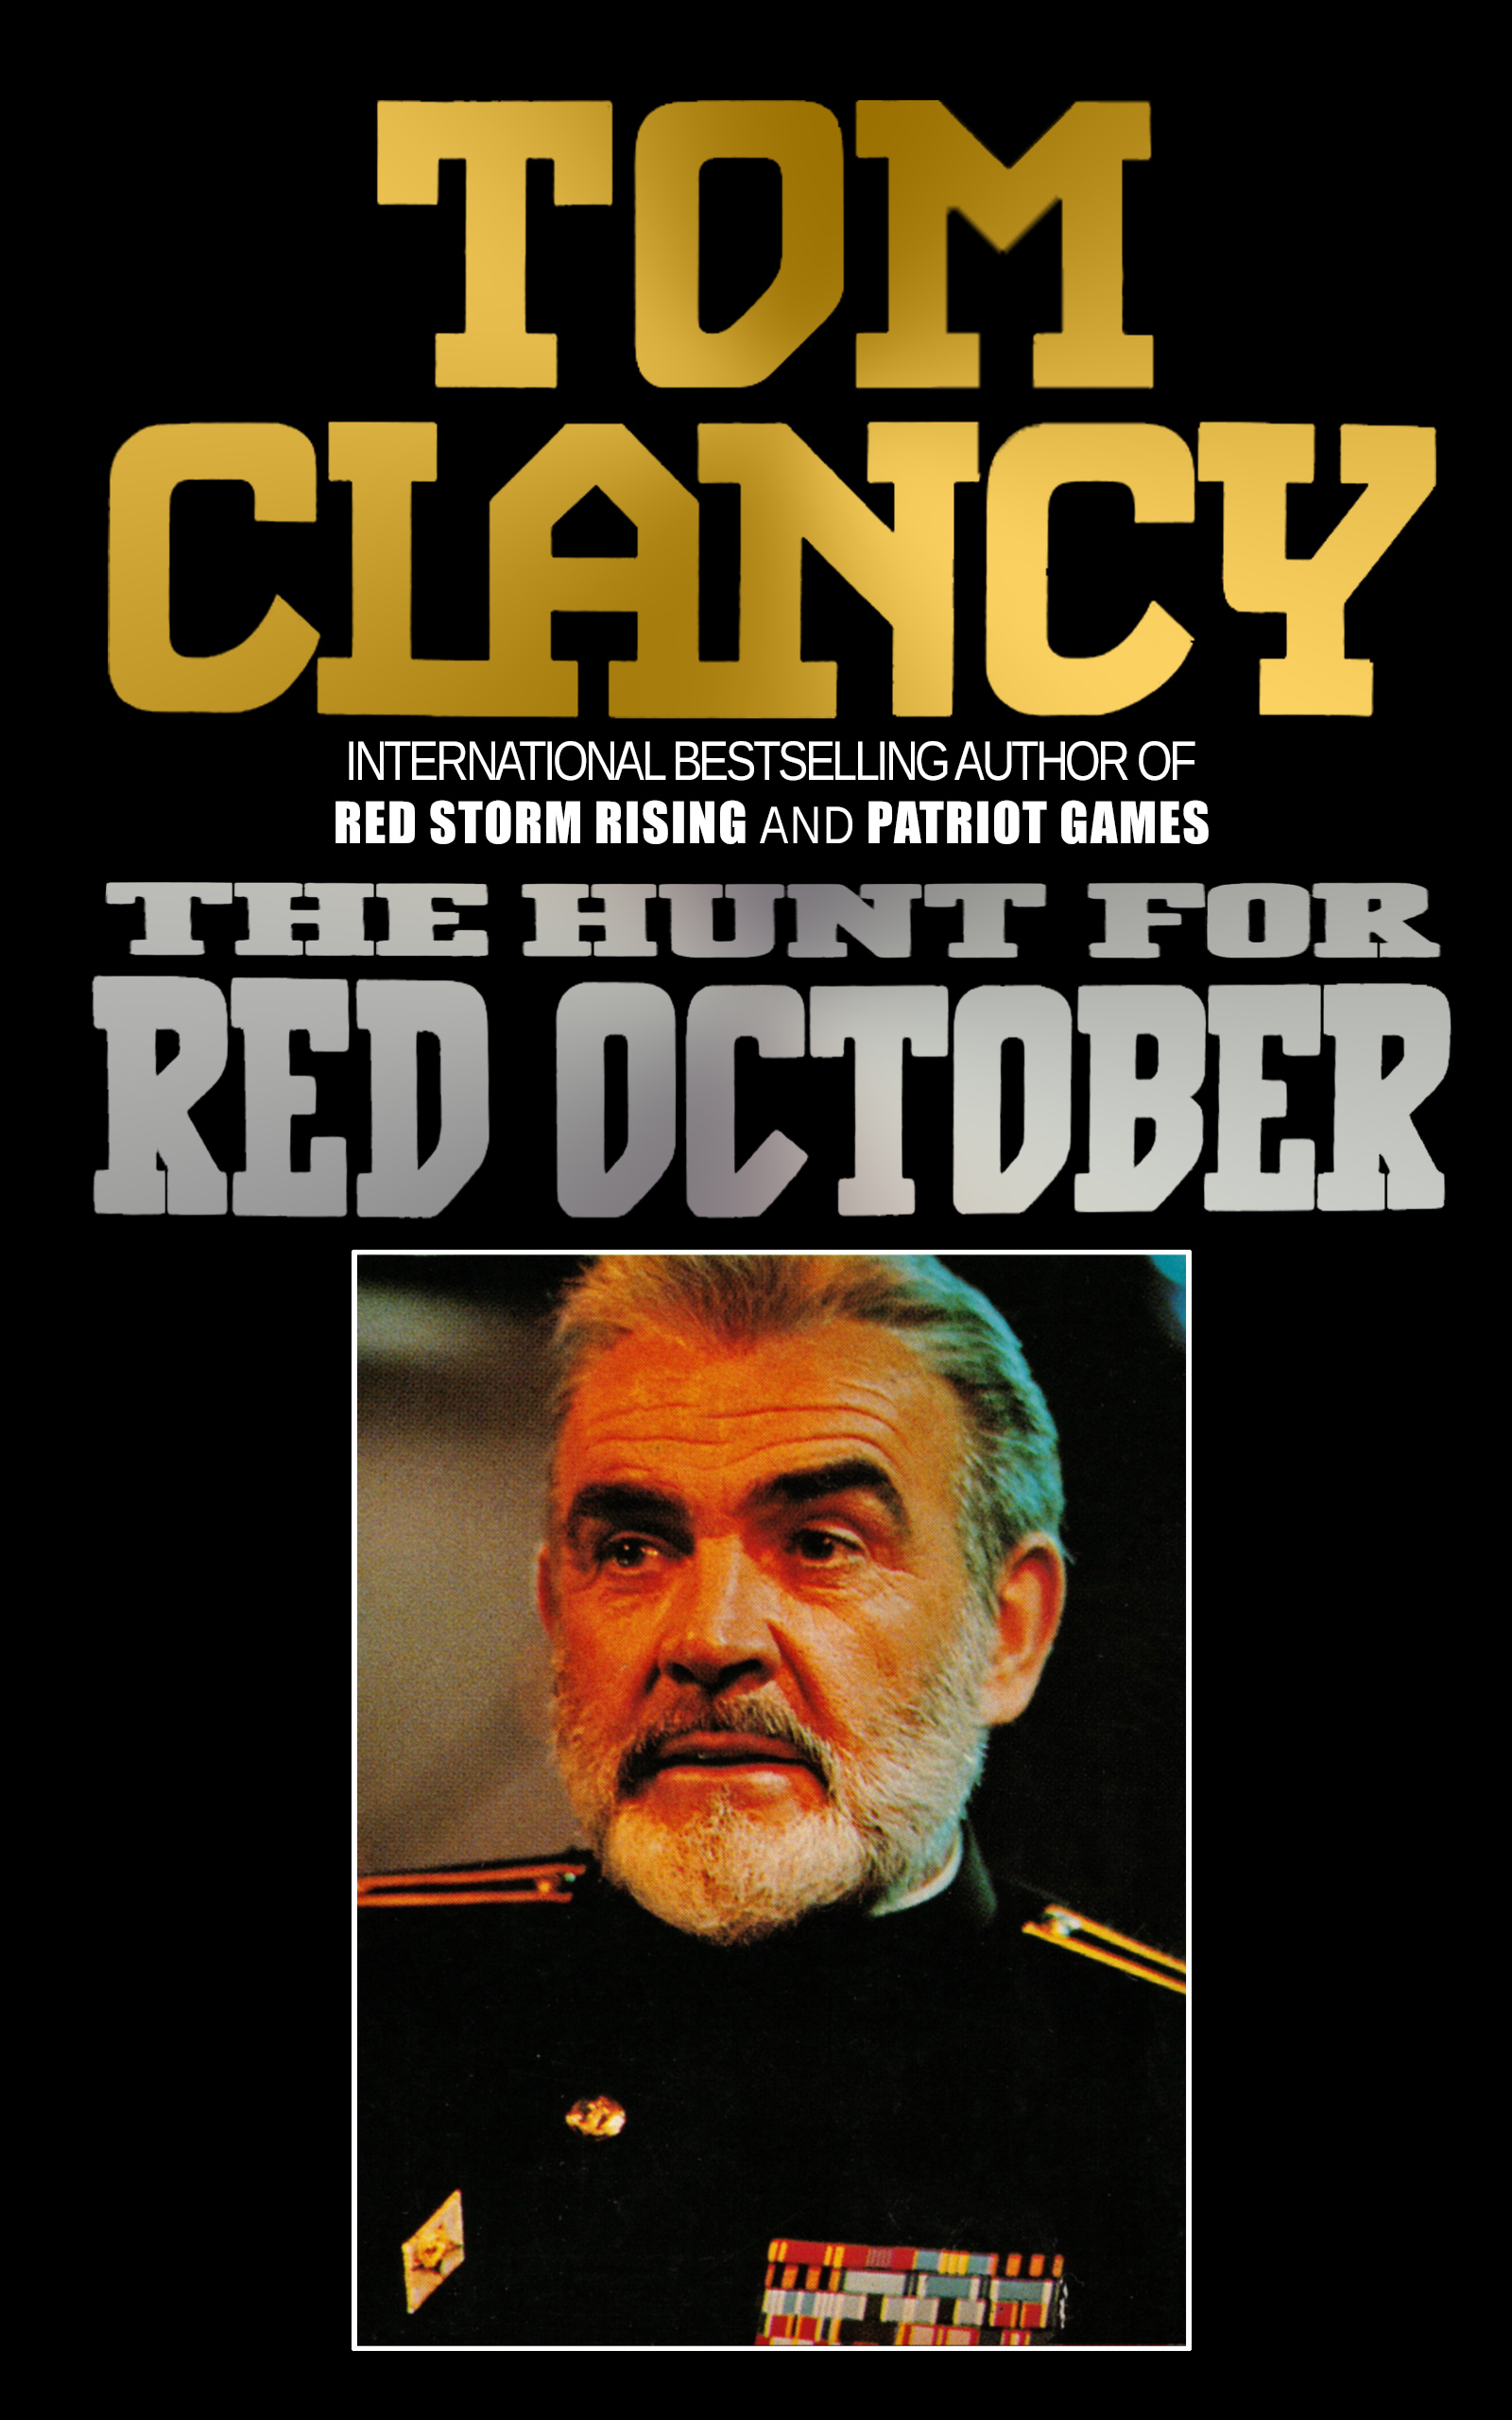 TOM
CLANCY
INTERNATIONAL BESTSELLING AUTHOR OF
RED STORM RISING AND PATRIOT GAMES
THE HUNT FOR
RED OCTOBER